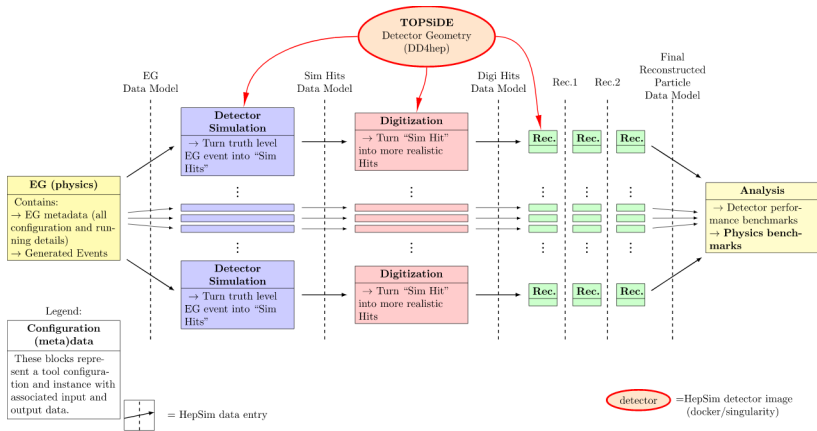 TOPSiDE
Detector Geometry
(DD4hep)
EG
Data Model
Sim Hits
Data Model
Digi Hits
Data Model
Rec.1
Rec.2
Final
Reconstructed
Particle
Data Model
Detector
Simulation
→ Turn truth level
EG event into “Sim
Hits”
Digitization
→ Turn “Sim Hit”
into more realistic
Hits
Rec.
Rec.
Rec.
EG (physics)
Contains:
→ EG metadata (all
configuration and run-
ning details)
→ Generated Events
Analysis
→ Detector perfor-
mance benchmarks
→ Physics bench-
marks
Detector
Simulation
→ Turn truth level
EG event into “Sim
Hits”
Digitization
→ Turn “Sim Hit”
into more realistic
Hits
Rec.
Rec.
Rec.
Legend:
Configuration
(meta)data
These blocks repre-
sent a tool configura-
tion and instance with
associated input and
output data.
= HepSim data entry
detector
=HepSim detector image
(docker/singularity)